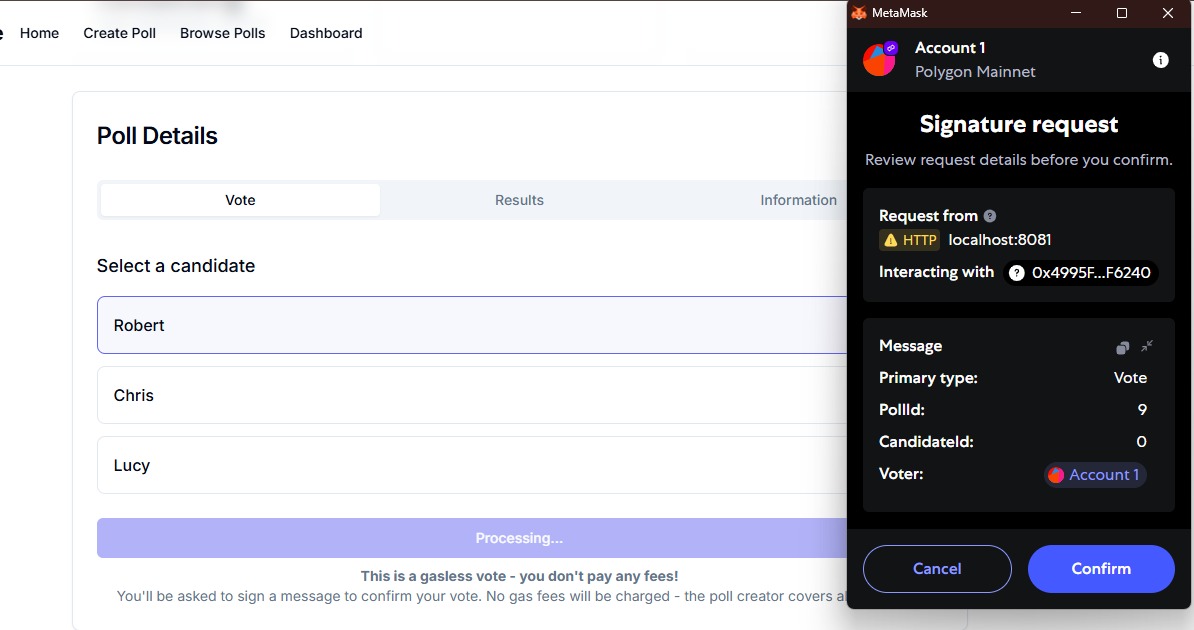 Home Create Poll Browse Polls Dashboard
Poll Details
Vote Results Information
Select a candidate
Robert
Chris
Lucy
Processing...
This is a gasless vote - you don't pay any fees!
You'll be asked to sign a message to confirm your vote. No gas fees will be charged - the poll creator covers
MetaMask
Account 1
Polygon Mainnet
Signature request
Review request details before you confirm.
Request from
HTTP localhost:8081
Interacting with 0x4995F...F6240
Message
Primary type: Vote
PollId: 9
CandidateId: 0
Voter: Account 1
Cancel Confirm